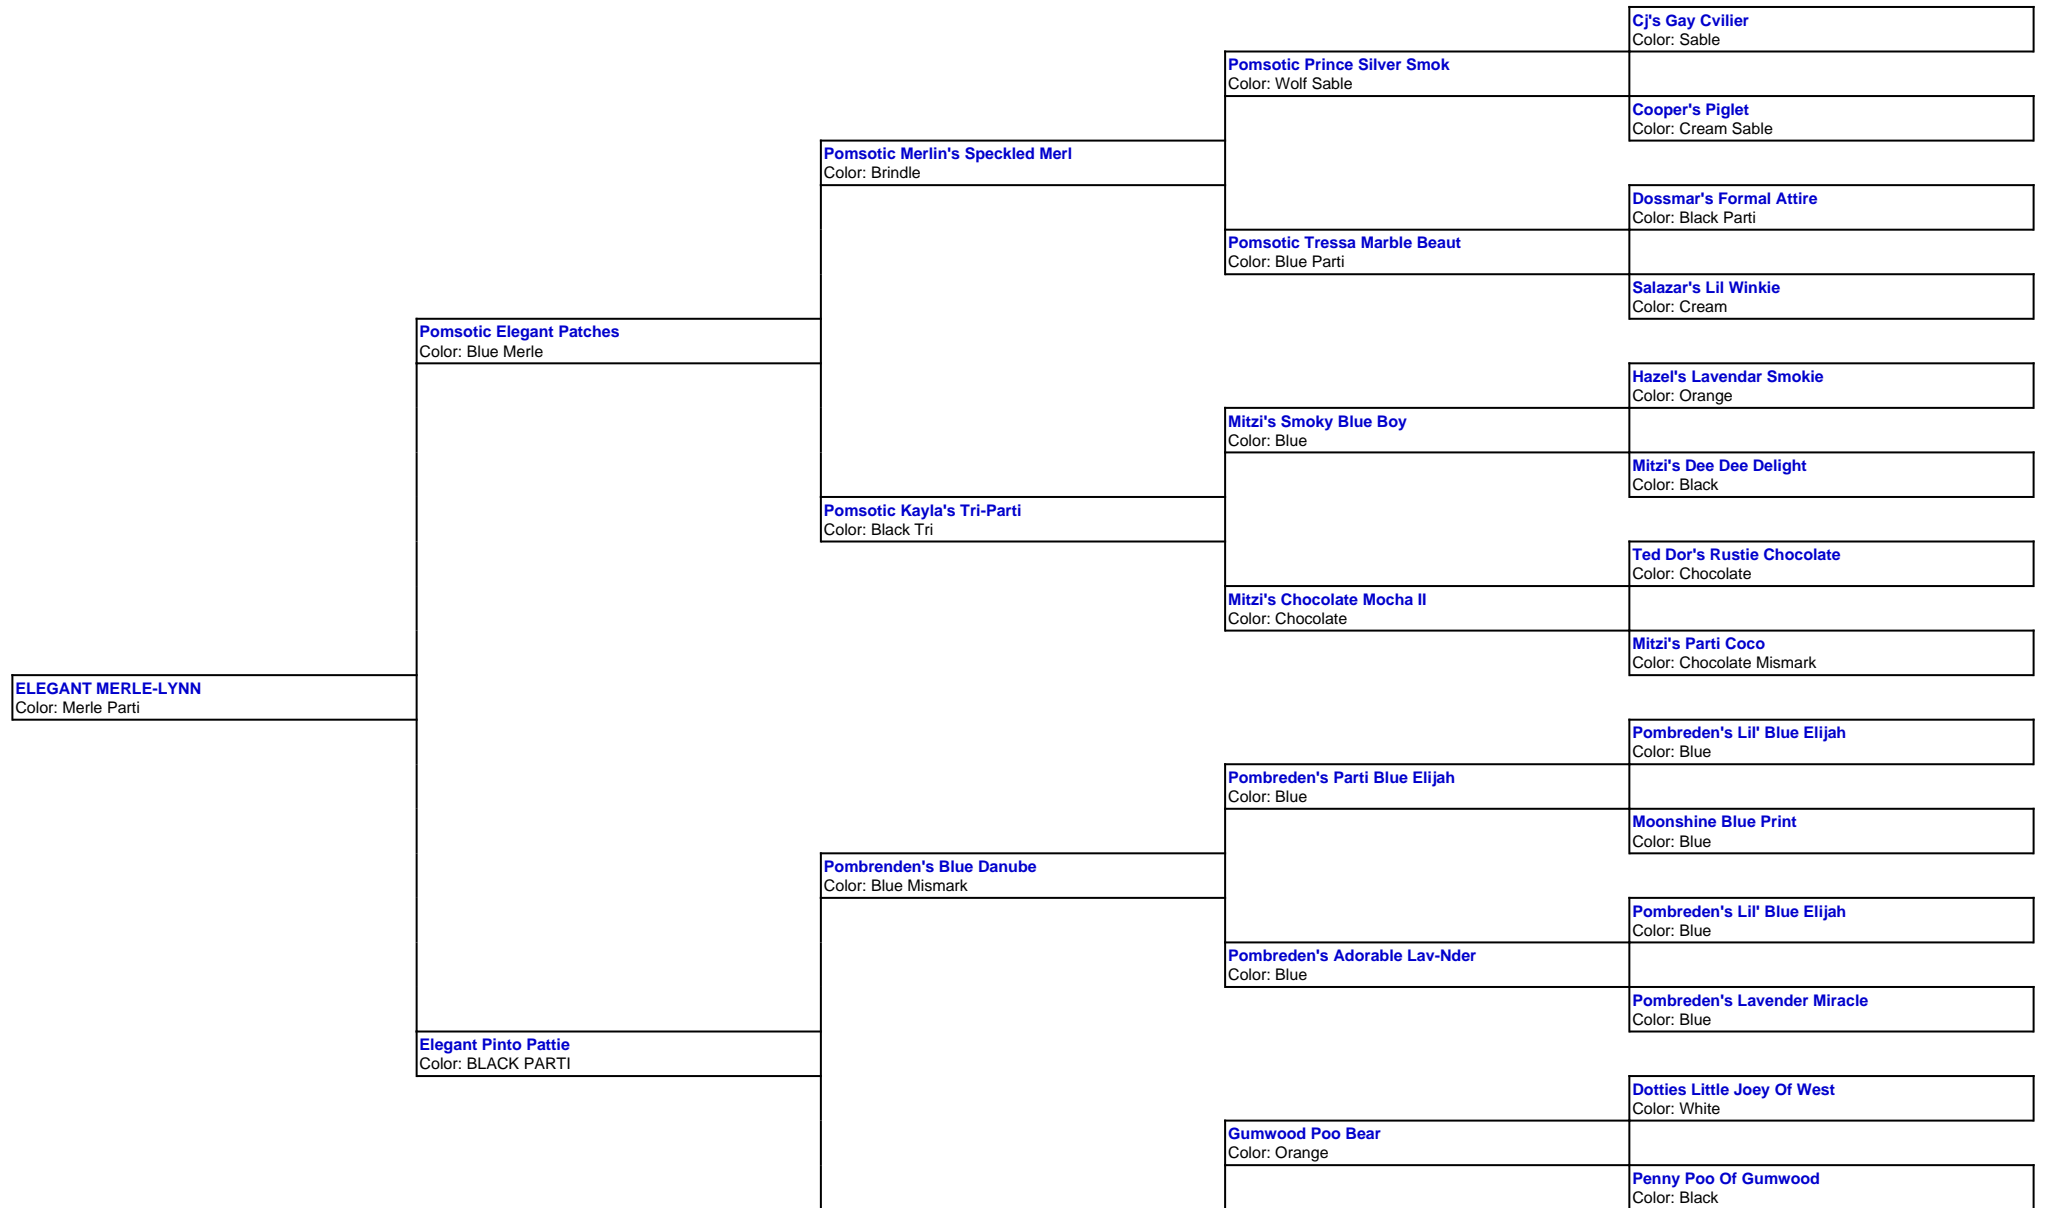 Cj's Gay Cvilier
Color: Sable
Pomsotic Prince Silver Smok
Color: Wolf Sable
Cooper's Piglet
Color: Cream Sable
Pomsotic Merlin's Speckled Merl
Color: Brindle
Dossmar's Formal Attire
Color: Black Parti
Pomsotic Tressa Marble Beaut
Color: Blue Parti
Salazar's Lil Winkie
Color: Cream
Pomsotic Elegant Patches
Color: Blue Merle
Hazel's Lavendar Smokie
Color: Orange
Mitzi's Smoky Blue Boy
Color: Blue
Mitzi's Dee Dee Delight
Color: Black
Pomsotic Kayla's Tri-Parti
Color: Black Tri
Ted Dor's Rustie Chocolate
Color: Chocolate
Mitzi's Chocolate Mocha II
Color: Chocolate
Mitzi's Parti Coco
Color: Chocolate Mismark
ELEGANT MERLE-LYNN
Color: Merle Parti
Pombreden's Lil' Blue Elijah
Color: Blue
Pombreden's Parti Blue Elijah
Color: Blue
Moonshine Blue Print
Color: Blue
Pombrenden's Blue Danube
Color: Blue Mismark
Pombreden's Lil' Blue Elijah
Color: Blue
Pombreden's Adorable Lav-Nder
Color: Blue
Pombreden's Lavender Miracle
Color: Blue
Elegant Pinto Pattie
Color: BLACK PARTI
Dotties Little Joey Of West
Color: White
Gumwood Poo Bear
Color: Orange
Penny Poo Of Gumwood
Color: Black